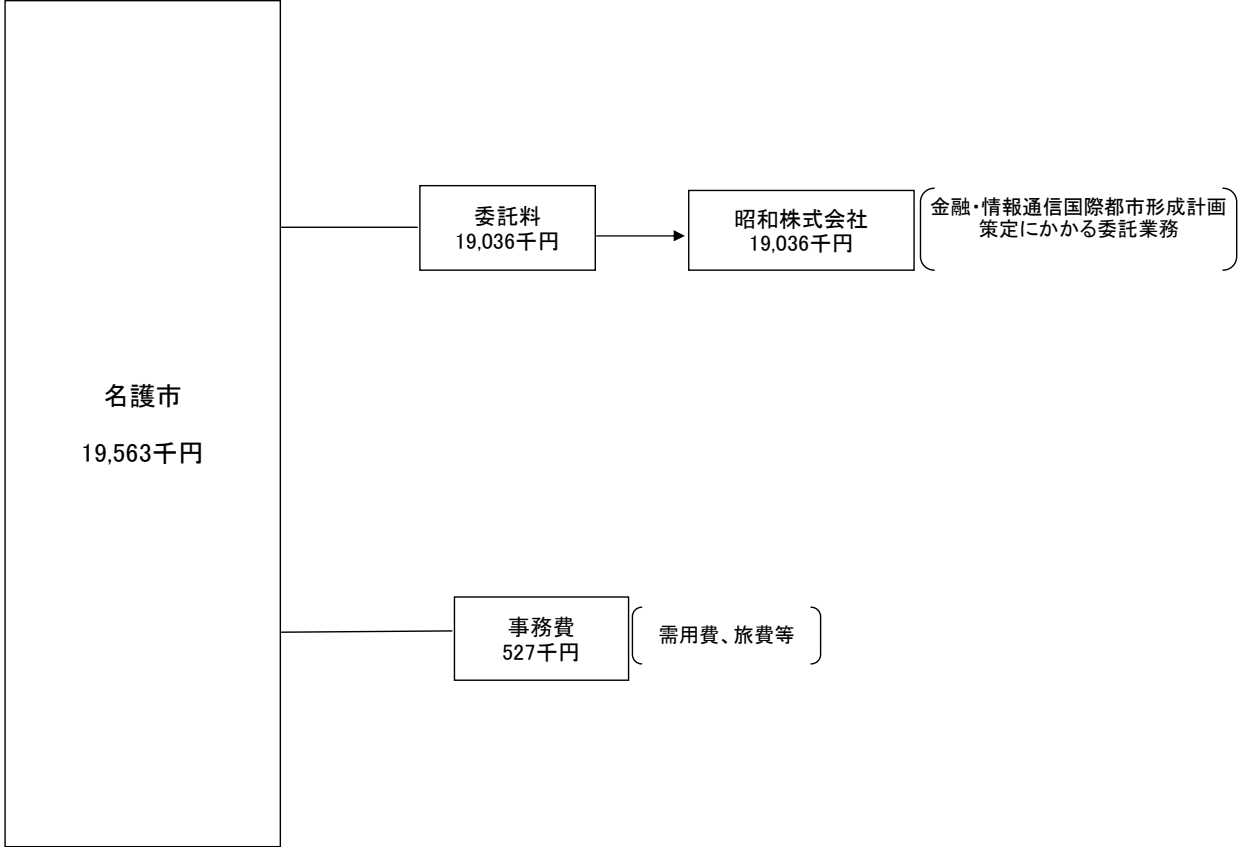 名護市
19,563千円
委託料
19,036千円
昭和株式会社
19,036千円
金融・情報通信国際都市形成計画
策定にかかる委託業務
事務費
527千円
需用費、旅費等